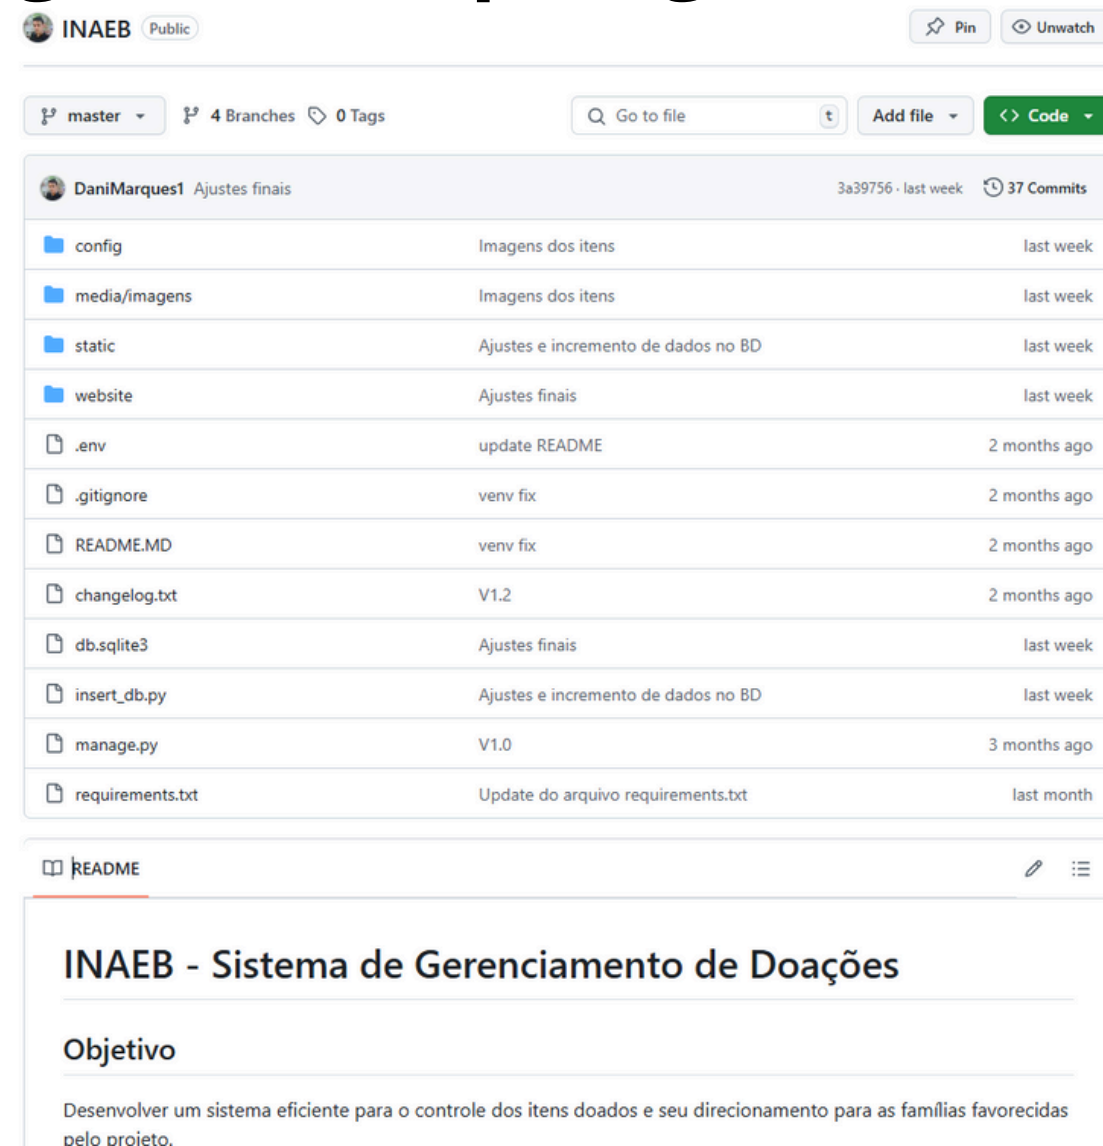 INAEB Public Pin Unwatch
master 4 Branches 0 Tags Go to file t Add file Code
DaniMarques1 Ajustes finais 3a39756 · last week 37 Commits
config Imagens dos itens last week
media/imagens Imagens dos itens last week
static Ajustes e incremento de dados no BD last week
website Ajustes finais last week
.env update README 2 months ago
.gitignore venv fix 2 months ago
README.MD venv fix 2 months ago
changelog.txt V1.2 2 months ago
db.sqlite3 Ajustes finais last week
insert_db.py Ajustes e incremento de dados no BD last week
manage.py V1.0 3 months ago
requirements.txt Update do arquivo requirements.txt last month
README
INAEB - Sistema de Gerenciamento de Doações
Objetivo
Desenvolver um sistema eficiente para o controle dos itens doados e seu direcionamento para as famílias favorecidas
pelo projeto.